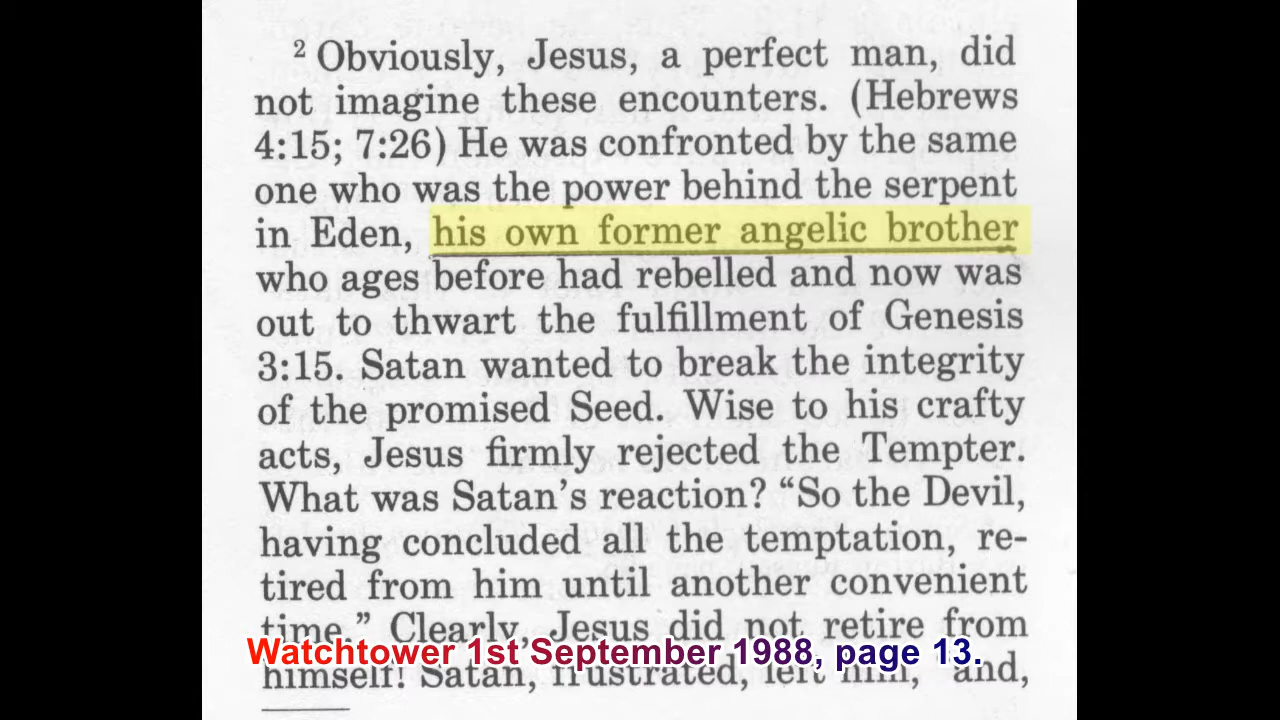 ² Obviously, Jesus, a perfect man, did
not imagine these encounters. (Hebrews
4:15; 7:26) He was confronted by the same
one who was the power behind the serpent
in Eden, his own former angelic brother
who ages before had rebelled and now was
out to thwart the fulfillment of Genesis
3:15. Satan wanted to break the integrity
of the promised Seed. Wise to his crafty
acts, Jesus firmly rejected the Tempter.
What was Satan's reaction? “So the Devil,
having concluded all the temptation, re-
tired from him until another convenient
time.” Clearly, Jesus did not retire from
Watchtower 1st September 1988, page 13.
himself! Satan, frustrated, left him, “and,